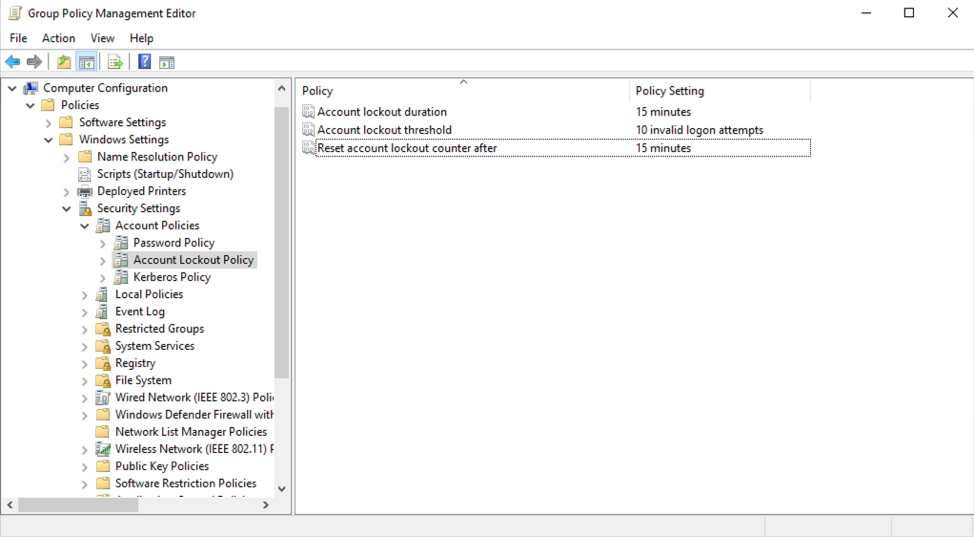 Group Policy Management Editor
File Action View Help
Computer Configuration
Policies
Software Settings
Windows Settings
Name Resolution Policy
Scripts (Startup/Shutdown)
Deployed Printers
Security Settings
Account Policies
Password Policy
Account Lockout Policy
Kerberos Policy
Local Policies
Event Log
Restricted Groups
System Services
Registry
File System
Wired Network (IEEE 802.3) Polic
Windows Defender Firewall with
Network List Manager Policies
Wireless Network (IEEE 802.11) P
Public Key Policies
Software Restriction Policies
Policy Policy Setting
Account lockout duration 15 minutes
Account lockout threshold 10 invalid logon attempts
Reset account lockout counter after 15 minutes